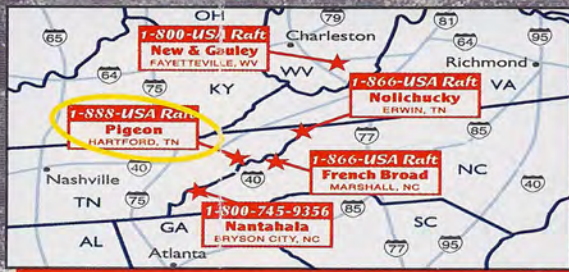 OH
79
81
65
1-800-USA Raft
New & Gauley
FAYETTEVILLE, WV
Charleston
64
Richmond
64
WV
VA
75
KY
1-866-USA Raft
Nolichucky
ERWIN, TN
1-888-USA Raft
Pigeon
HARTFORD, TN
77
85
1-866-USA Raft
French Broad
MARSHALL, NC
40
40
NC
Nashville
TN
75
1-800-745-9356
Nantahala
BRYSON CITY, NC
85
GA
SC
AL
77
95
Atlanta